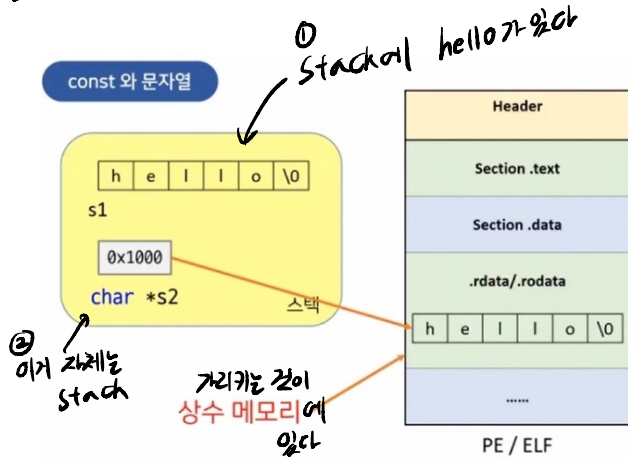 ①
Stack에 hello가 있다
const 와 문자열
h e l l o \0
s1
0x1000
char *s2
스택
② 이거 자체는
stack
가리키는 것이
상수 메모리에
있다
Header
Section .text
Section .data
.rdata/.rodata
h e l l o \0
......
PE / ELF